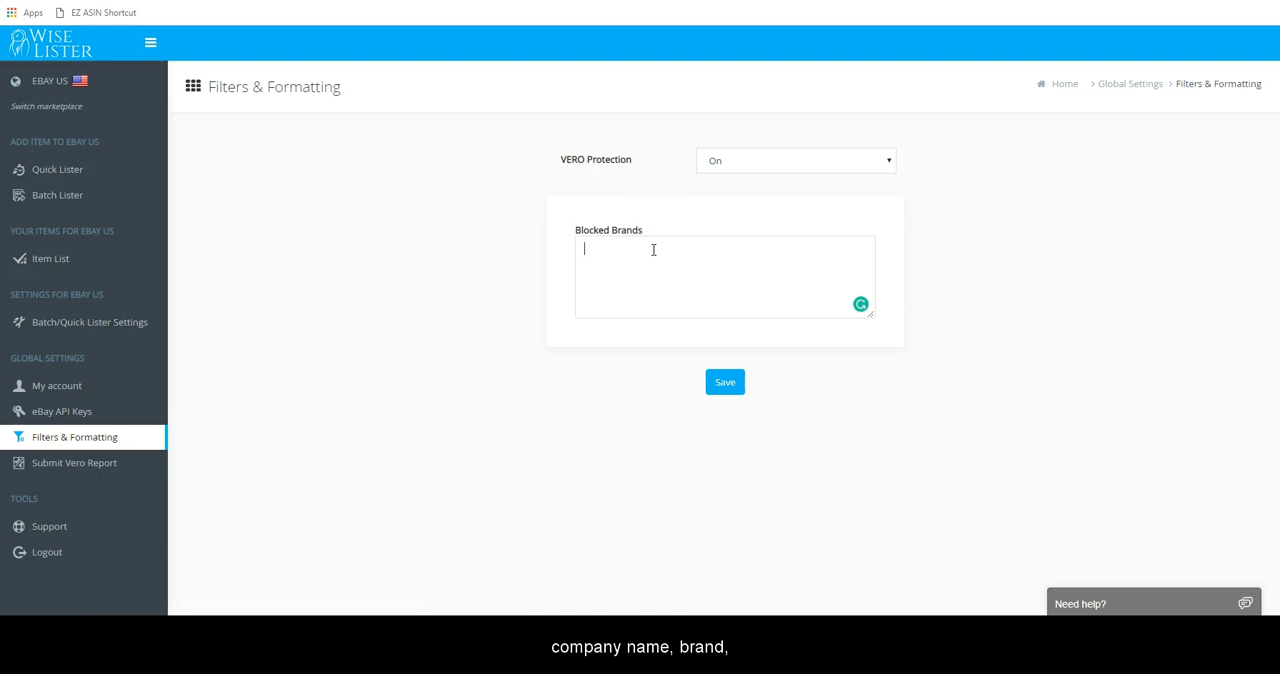 Apps
EZ ASIN Shortcut
WISE
LISTER
EBAY US
Switch marketplace
ADD ITEM TO EBAY US
Quick Lister
Batch Lister
YOUR ITEMS FOR EBAY US
Item List
SETTINGS FOR EBAY US
Batch/Quick Lister Settings
GLOBAL SETTINGS
My account
eBay API Keys
Filters & Formatting
Submit Vero Report
TOOLS
Support
Logout
Filters & Formatting
Home > Global Settings > Filters & Formatting
VERO Protection
On
Blocked Brands
Save
Need help?
company name, brand,